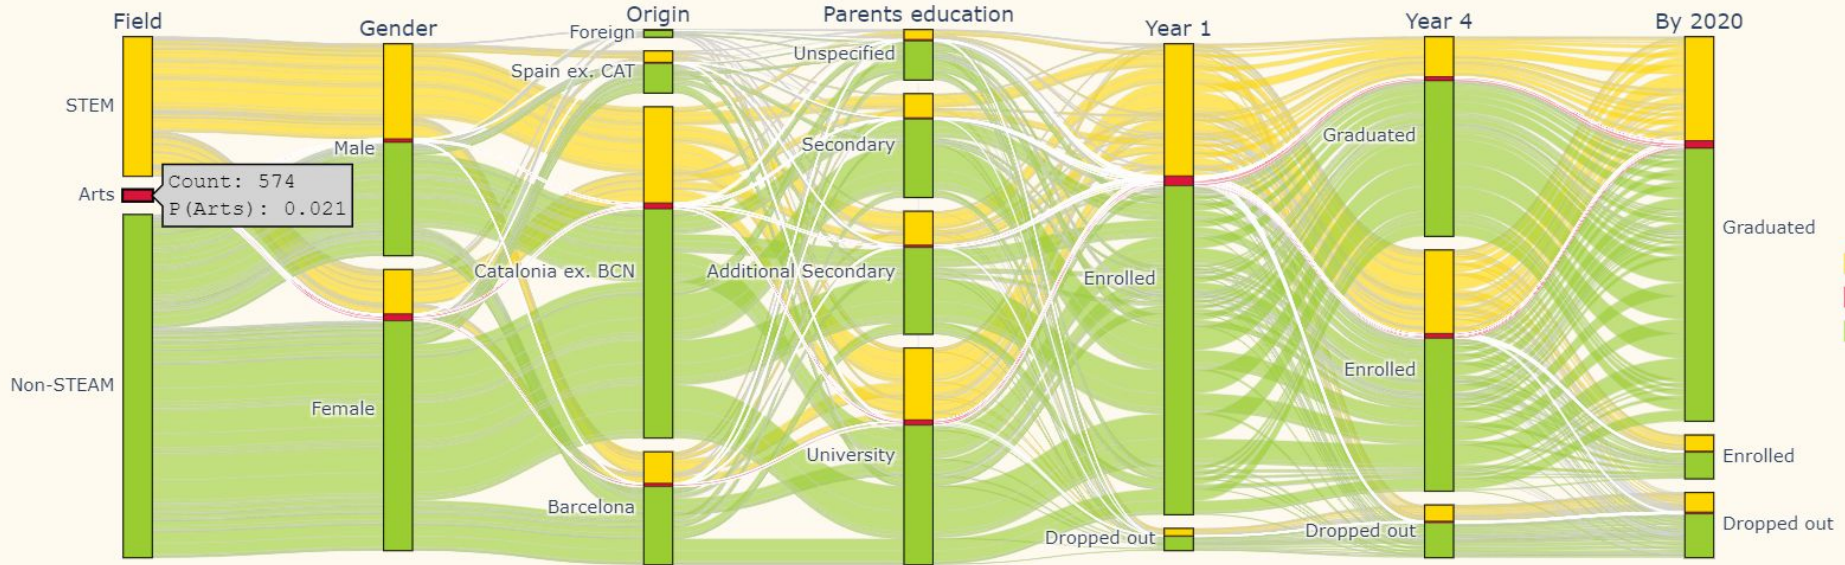 Field
Gender
Origin
Parents education
Year 1
Year 4
By 2020
STEM
Arts
Non-STEAM
Count: 574
P(Arts): 0.021
Male
Female
Foreign
Spain ex. CAT
Catalonia ex. BCN
Barcelona
Unspecified
Secondary
Additional Secondary
University
Enrolled
Dropped out
Graduated
Enrolled
Dropped out
Graduated
Enrolled
Dropped out